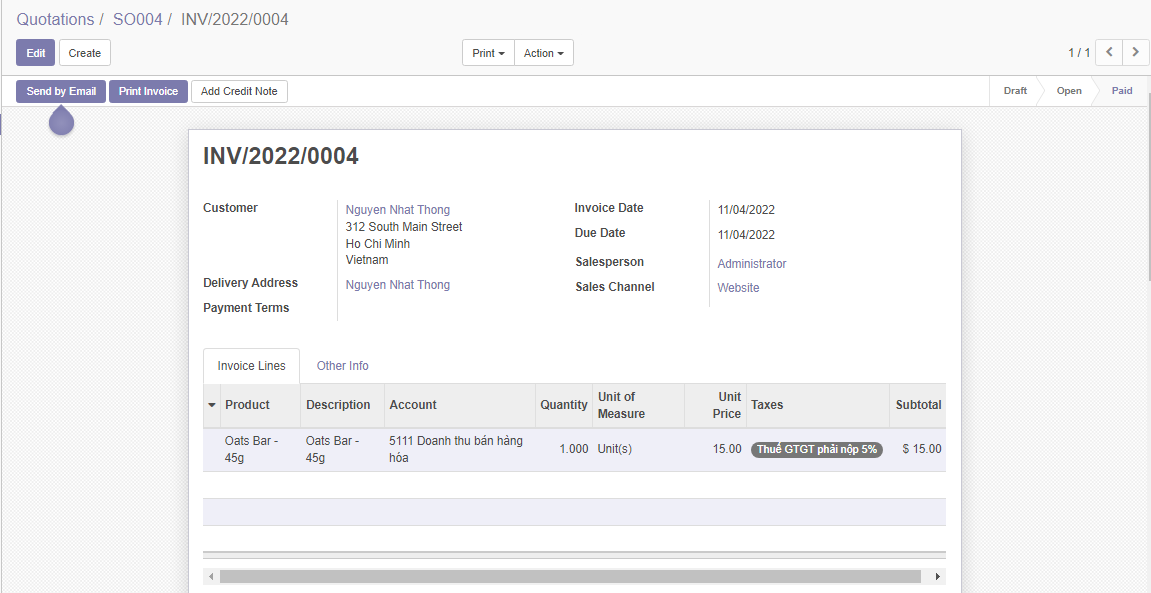 Quotations / SO004 / INV/2022/0004
Edit Create Print Action 1 / 1
Send by Email Print Invoice Add Credit Note Draft Open Paid
INV/2022/0004
Customer
Nguyen Nhat Thong
312 South Main Street
Ho Chi Minh
Vietnam
Delivery Address Nguyen Nhat Thong
Payment Terms
Invoice Date 11/04/2022
Due Date 11/04/2022
Salesperson Administrator
Sales Channel Website
Invoice Lines Other Info
Product Description Account Quantity Unit of
Measure Unit
Price Taxes Subtotal
Oats Bar -
45g
Oats Bar -
45g
5111 Doanh thu bán hàng
hóa
1.000 Unit(s) 15.00 Thuế GTGT phải nộp 5% $ 15.00